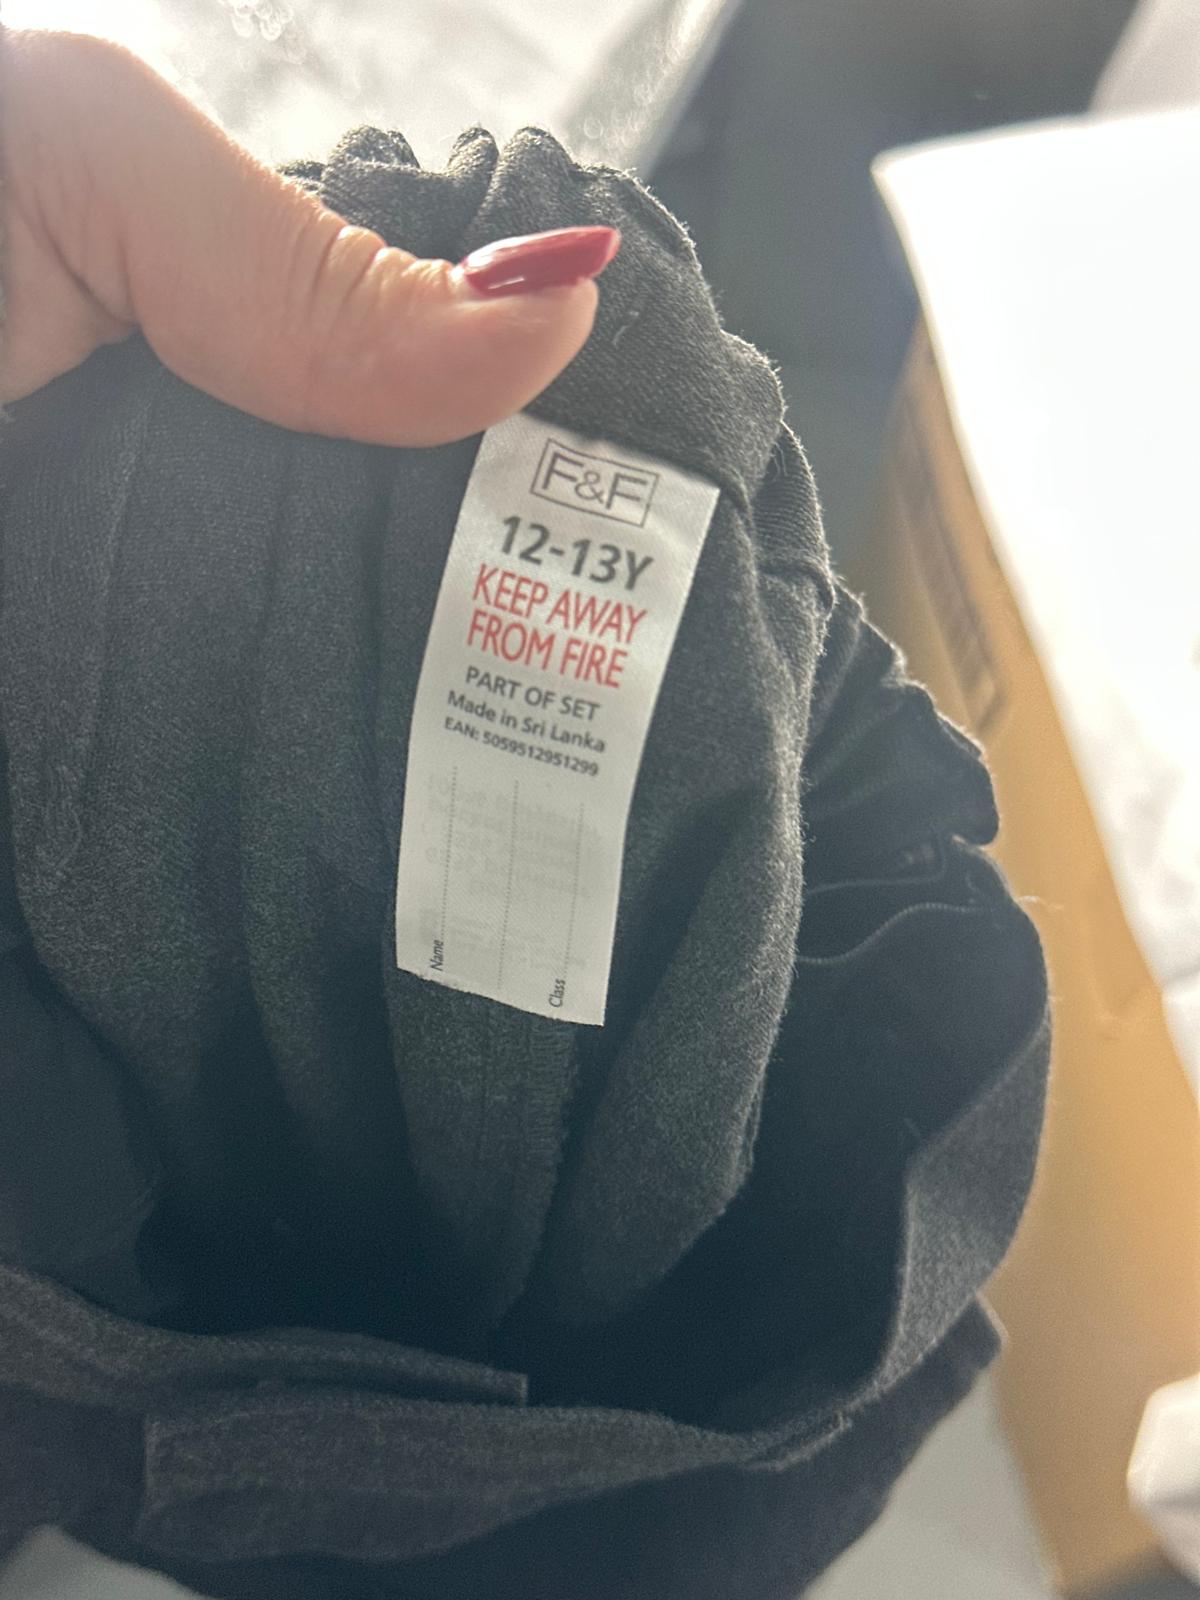 F&F
12-13Y
KEEP AWAY
FROM FIRE
PART OF SET
Made in Sri Lanka
EAN: 5059512951299
Name
Class